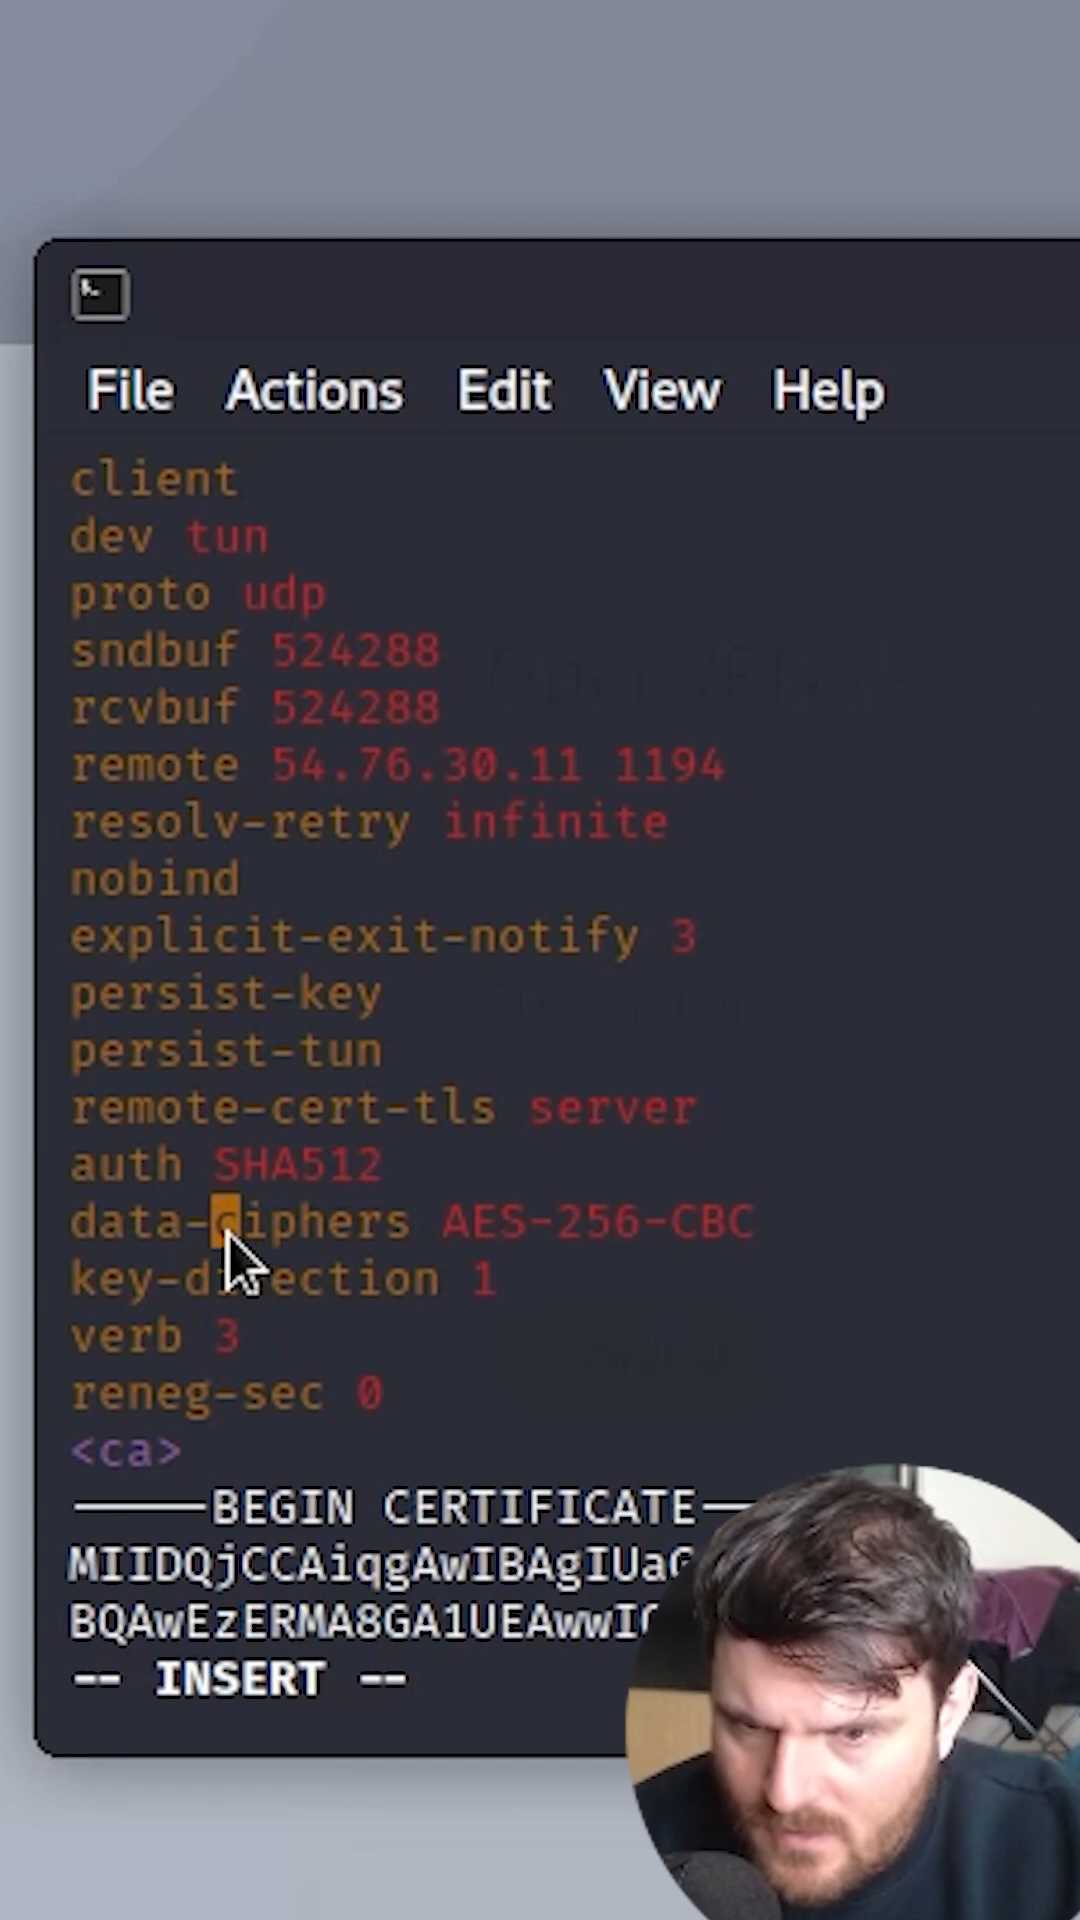 File Actions Edit View Help
client
dev tun
proto udp
sndbuf 524288
rcvbuf 524288
remote 54.76.30.11 1194
resolv-retry infinite
nobind
explicit-exit-notify 3
persist-key
persist-tun
remote-cert-tls server
auth SHA512
data-ciphers AES-256-CBC
key-direction 1
verb 3
reneg-sec 0
<ca>
-----BEGIN CERTIFICATE--
MIIDQjCCAiqgAwIBAgIUa
BQAwEzERMA8GA1UEAwwI
-- INSERT --